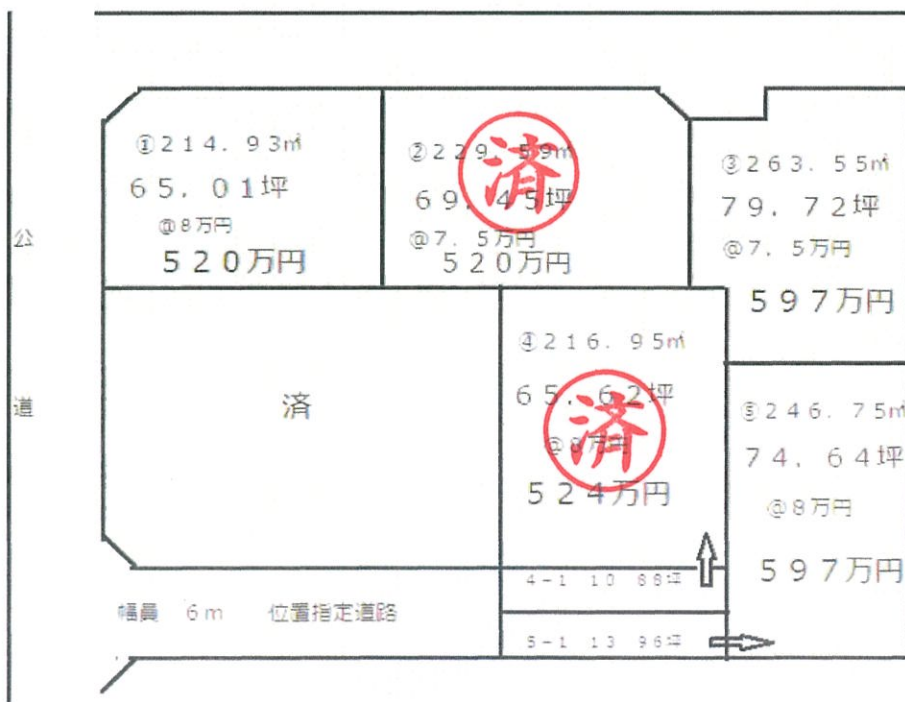 公
道
①214.93㎡
65.01坪
@8万円
520万円
②229.59㎡
69.45坪
@7.5万円
520万円
済
③263.55㎡
79.72坪
@7.5万円
597万円
済
④216.95㎡
65.62坪
@8万円
524万円
済
⑤246.75㎡
74.64坪
@8万円
597万円
4-1 10 88坪
5-1 13 96坪
幅員 6m 位置指定道路